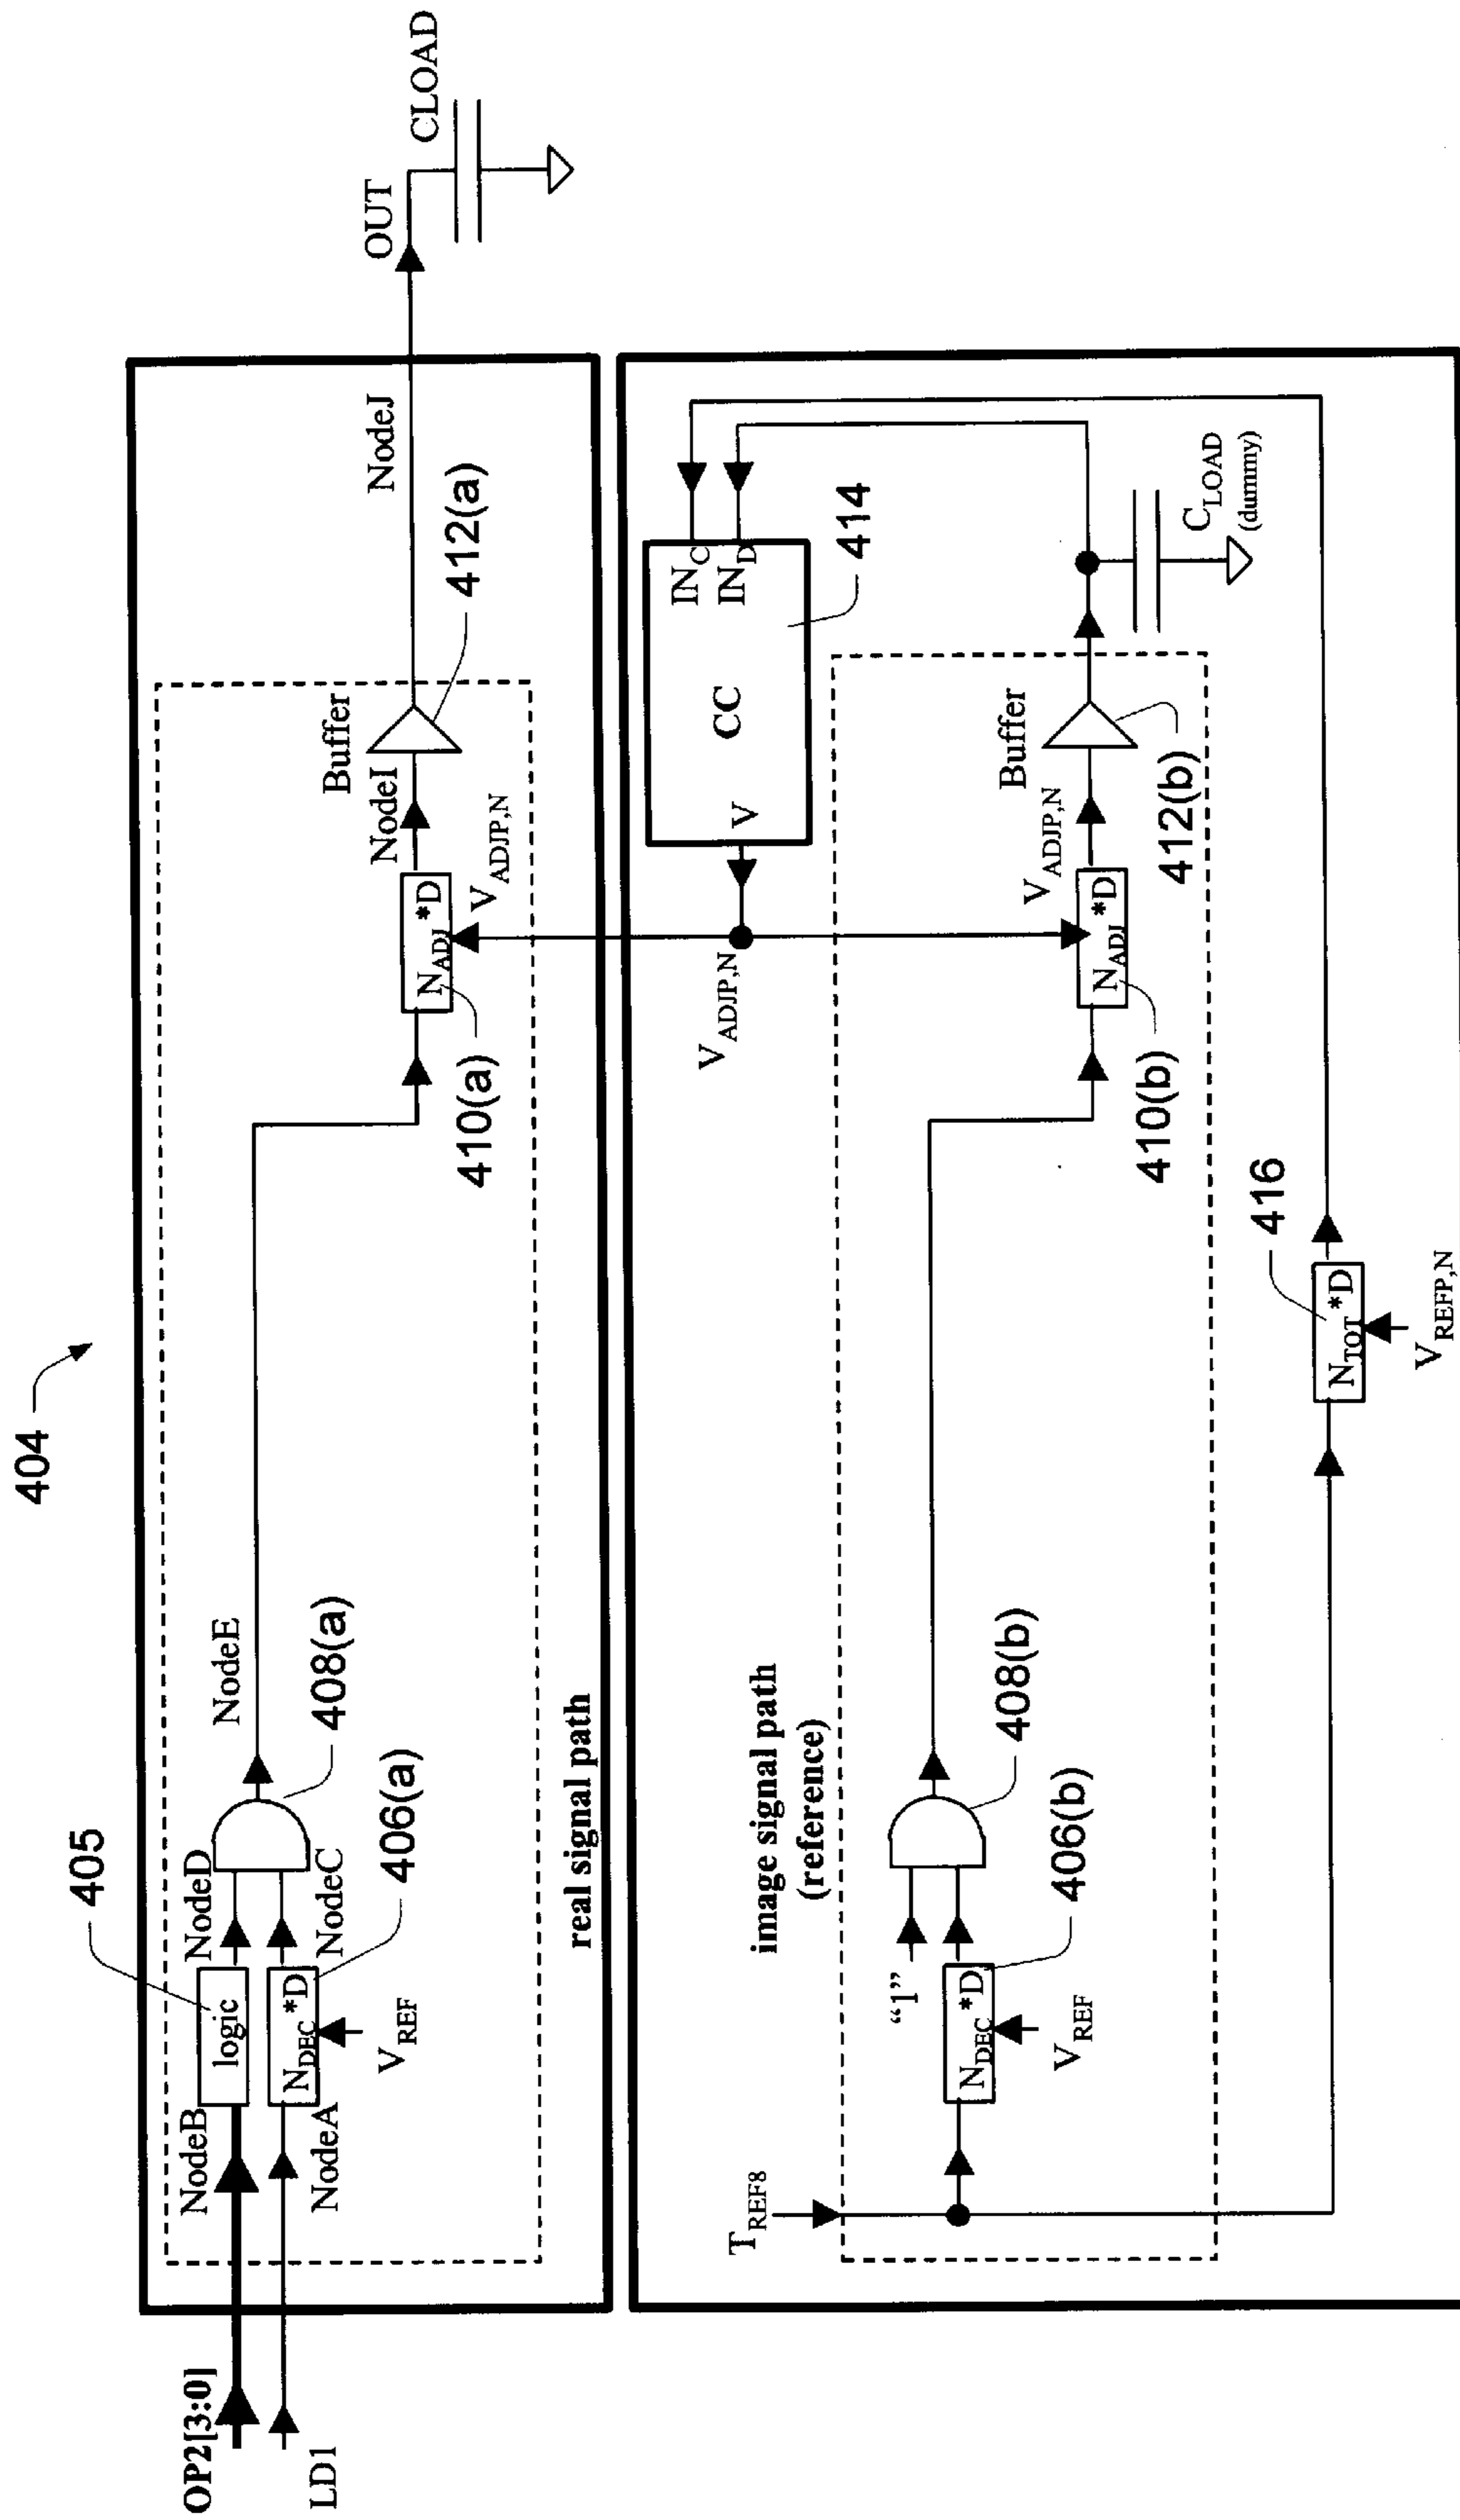 404
OP2[3:0]
LD1
NodeB
NodeA
405
logic
N_DEC *D
V_REF
NodeD
NodeC
406(a)
408(a)
NodeE
410(a)
N_ADJ *D
V_ADJP,N
NodeI
Buffer
412(a)
NodeJ
OUT
CLOAD
real signal path
image signal path
(reference)
T_REF8
"1"
N_DEC *D
V_REF
406(b)
408(b)
V_ADJP,N
V
CC
IN_C
IN_D
414
410(b)
N_ADJ *D
V_ADJP,N
Buffer
412(b)
C_LOAD
(dummy)
416
N_TOT *D
V_REFP,N